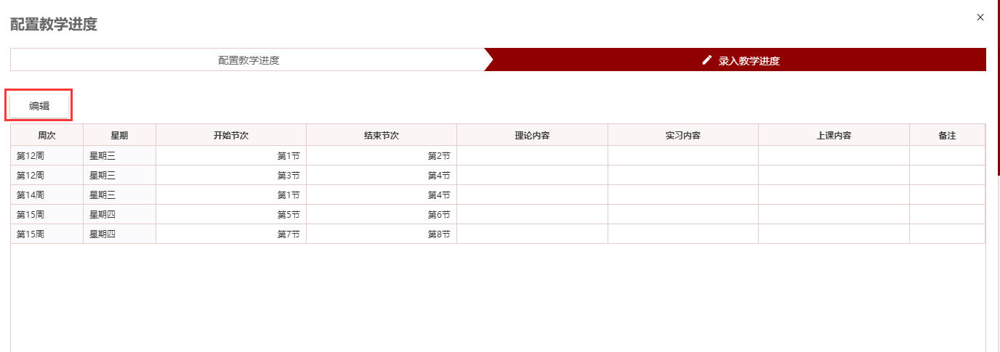 配置教学进度
配置教学进度 录入教学进度
编辑
周次 星期 开始节次 结束节次 理论内容 实习内容 上课内容 备注
第12周 星期三 第1节 第2节
第12周 星期三 第3节 第4节
第14周 星期三 第1节 第4节
第15周 星期四 第5节 第6节
第15周 星期四 第7节 第8节